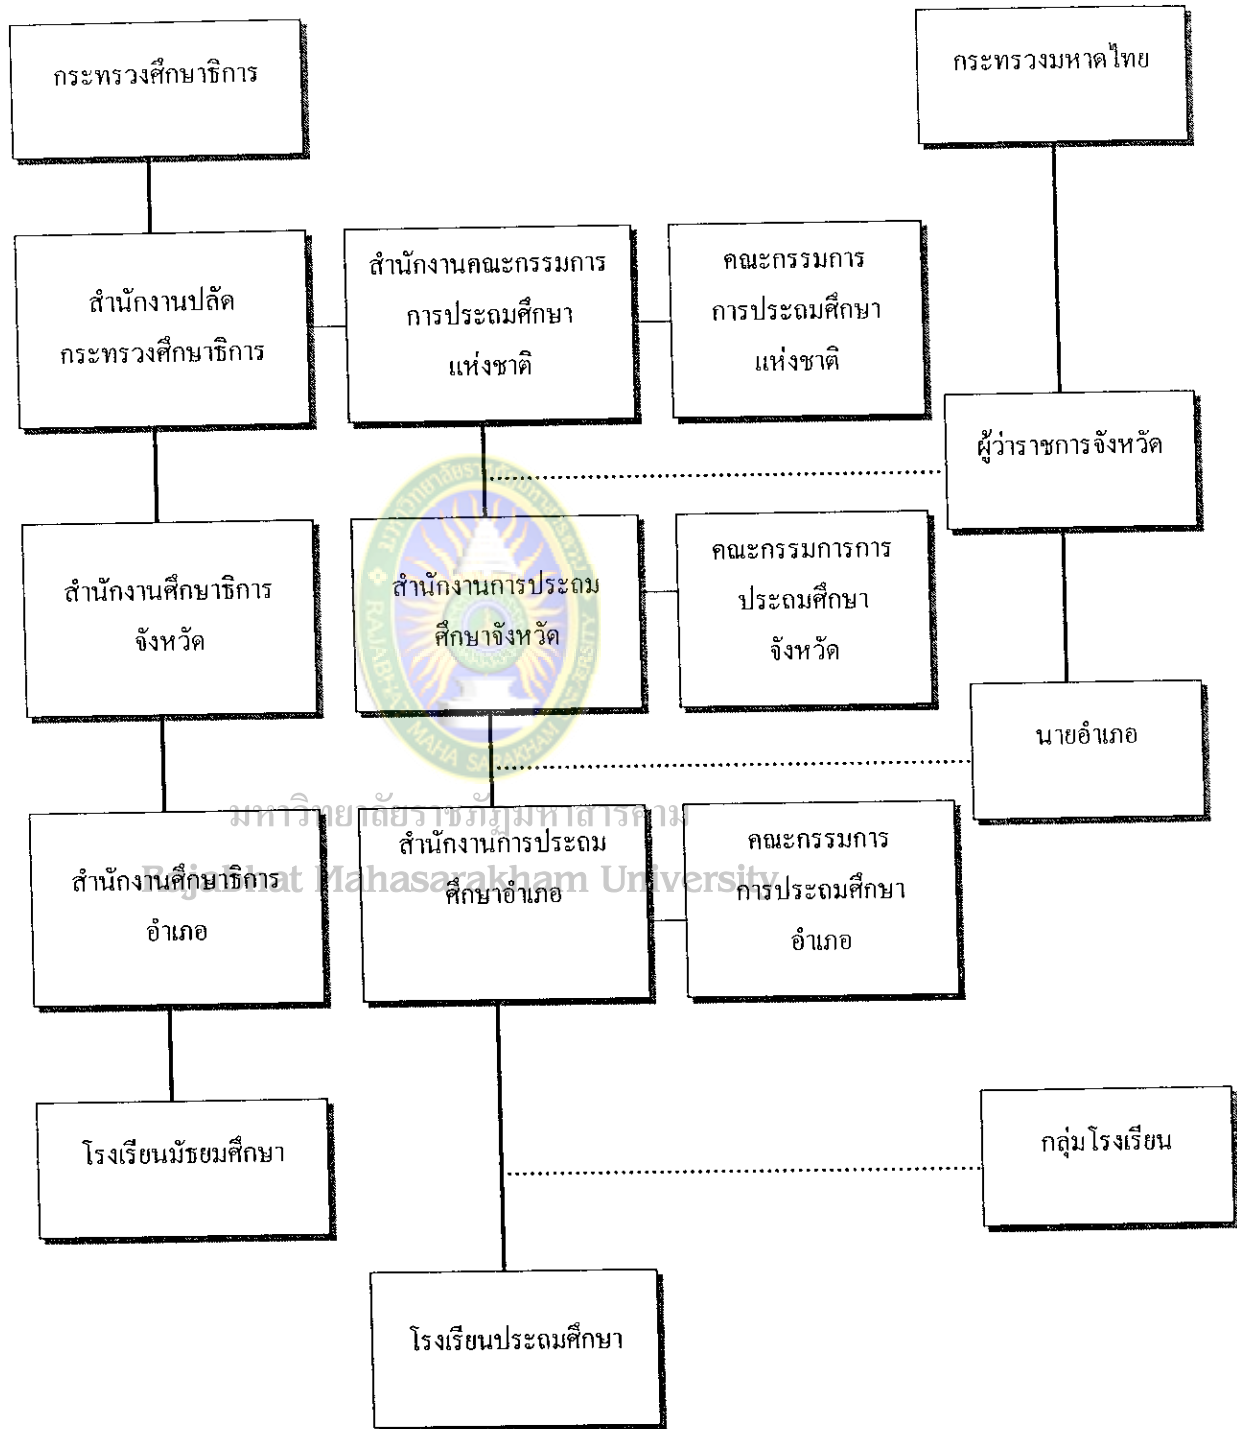 กระทรวงศึกษาธิการ
กระทรวงมหาดไทย
สำนักงานปลัด
กระทรวงศึกษาธิการ
สำนักงานคณะกรรมการ
การประถมศึกษา
แห่งชาติ
คณะกรรมการ
การประถมศึกษา
แห่งชาติ
ผู้ว่าราชการจังหวัด
สำนักงานศึกษาธิการ
จังหวัด
สำนักงานการประถม
ศึกษาจังหวัด
คณะกรรมการการ
ประถมศึกษา
จังหวัด
นายอำเภอ
มหาวิทยาลัยราชภัฏมหาสารคาม
Rajabhat Mahasarakham University
สำนักงานศึกษาธิการ
อำเภอ
สำนักงานการประถม
ศึกษาอำเภอ
คณะกรรมการ
การประถมศึกษา
อำเภอ
โรงเรียนมัธยมศึกษา
กลุ่มโรงเรียน
โรงเรียนประถมศึกษา